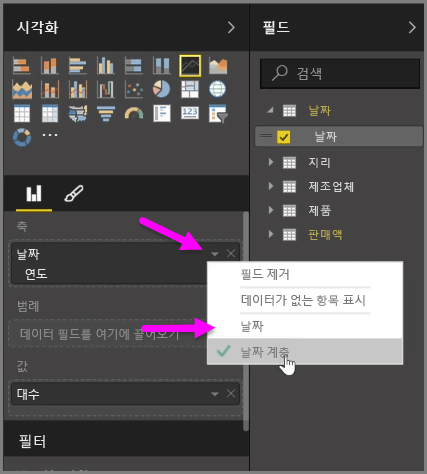 시각화
필드
검색
날짜
날짜
지리
제조업체
제품
판매액
축
날짜
연도
범례
데이터 필드를 여기에 끌어오기
값
대수
필터
필드 제거
데이터가 없는 항목 표시
날짜
날짜 계층